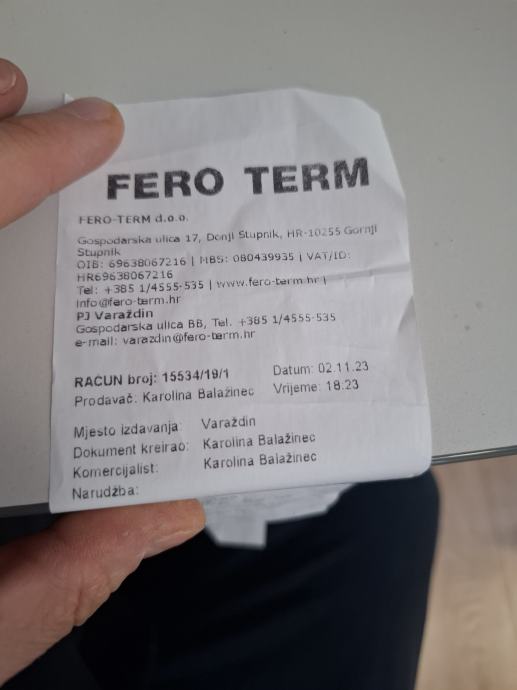 FERO TERM
FERO-TERM d.o.o.
Gospodarska ulica 17, Donji Stupnik, HR-10255 Gornji
Stupnik
OIB: 69638067216 | MBS: 080439935 | VAT/ID:
HR69638067216
Tel: +385 1/4555-535 | www.fero-term.hr |
info@fero-term.hr
PJ Varaždin
Gospodarska ulica BB, Tel. +385 1/4555-535
e-mail: varazdin@fero-term.hr
RAČUN broj: 15534/19/1 Datum: 02.11.23
Prodavač: Karolina Balažinec Vrijeme: 18:23
Mjesto izdavanja: Varaždin
Dokument kreirao: Karolina Balažinec
Komercijalist: Karolina Balažinec
Narudžba: